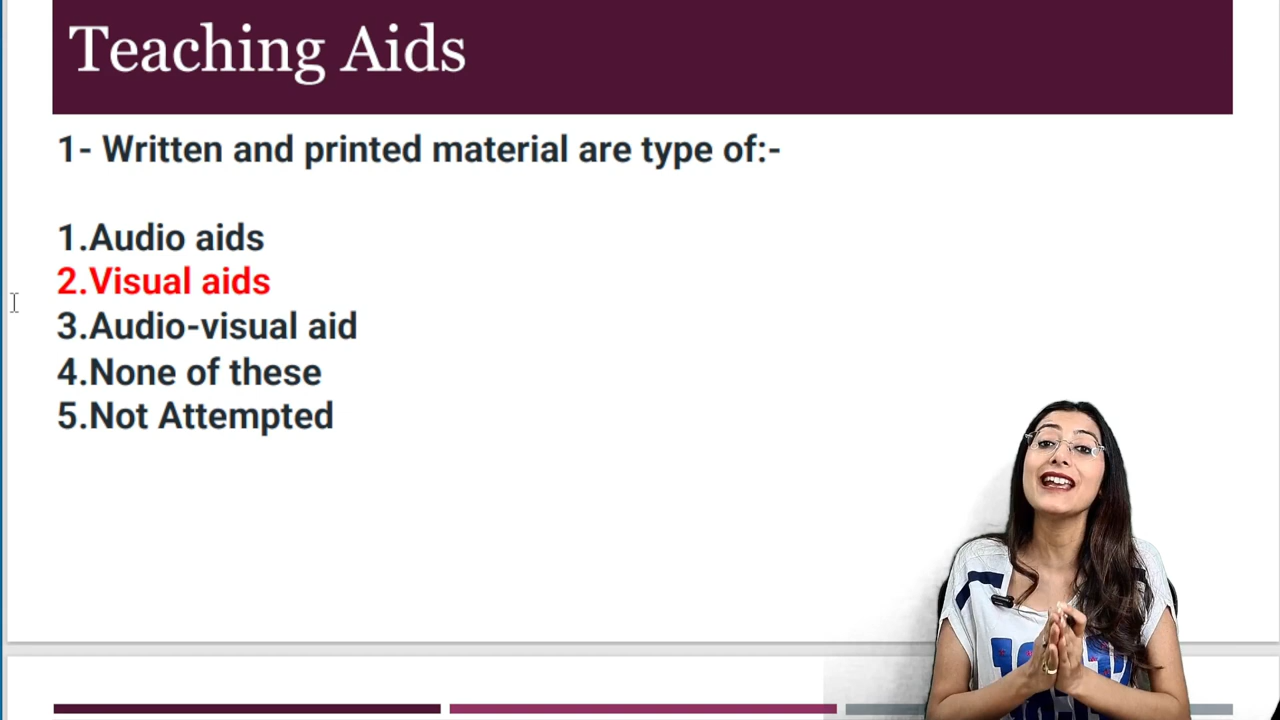 Teaching Aids
1- Written and printed material are type of:-
1.Audio aids
2.Visual aids
3.Audio-visual aid
4.None of these
5.Not Attempted